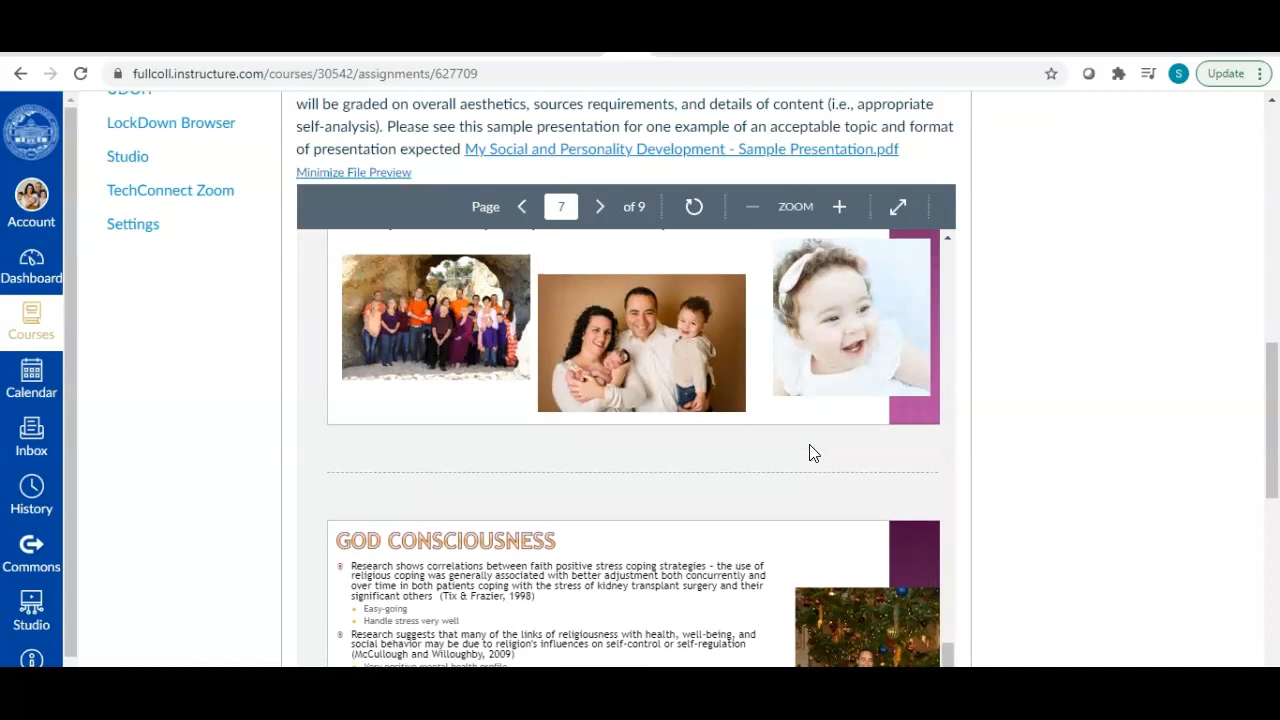 fullcoll.instructure.com/courses/30542/assignments/627709
S
Update
LockDown Browser
Studio
TechConnect Zoom
Settings
Account
Dashboard
Courses
Calendar
Inbox
History
Commons
Studio
will be graded on overall aesthetics, sources requirements, and details of content (i.e., appropriate
self-analysis). Please see this sample presentation for one example of an acceptable topic and format
of presentation expected My Social and Personality Development - Sample Presentation.pdf
Minimize File Preview
Page 7 of 9 ZOOM
GOD CONSCIOUSNESS
Research shows correlations between faith positive stress coping strategies - the use of
religious coping was generally associated with better adjustment both concurrently and
over time in both patients coping with the stress of kidney transplant surgery and their
significant others (Tix & Frazier, 1998)
Easy-going
Handle stress very well
Research suggests that many of the links of religiousness with health, well-being, and
social behavior may be due to religion's influences on self-control or self-regulation
(McCullough and Willoughby, 2009)
Very positive mental health profile